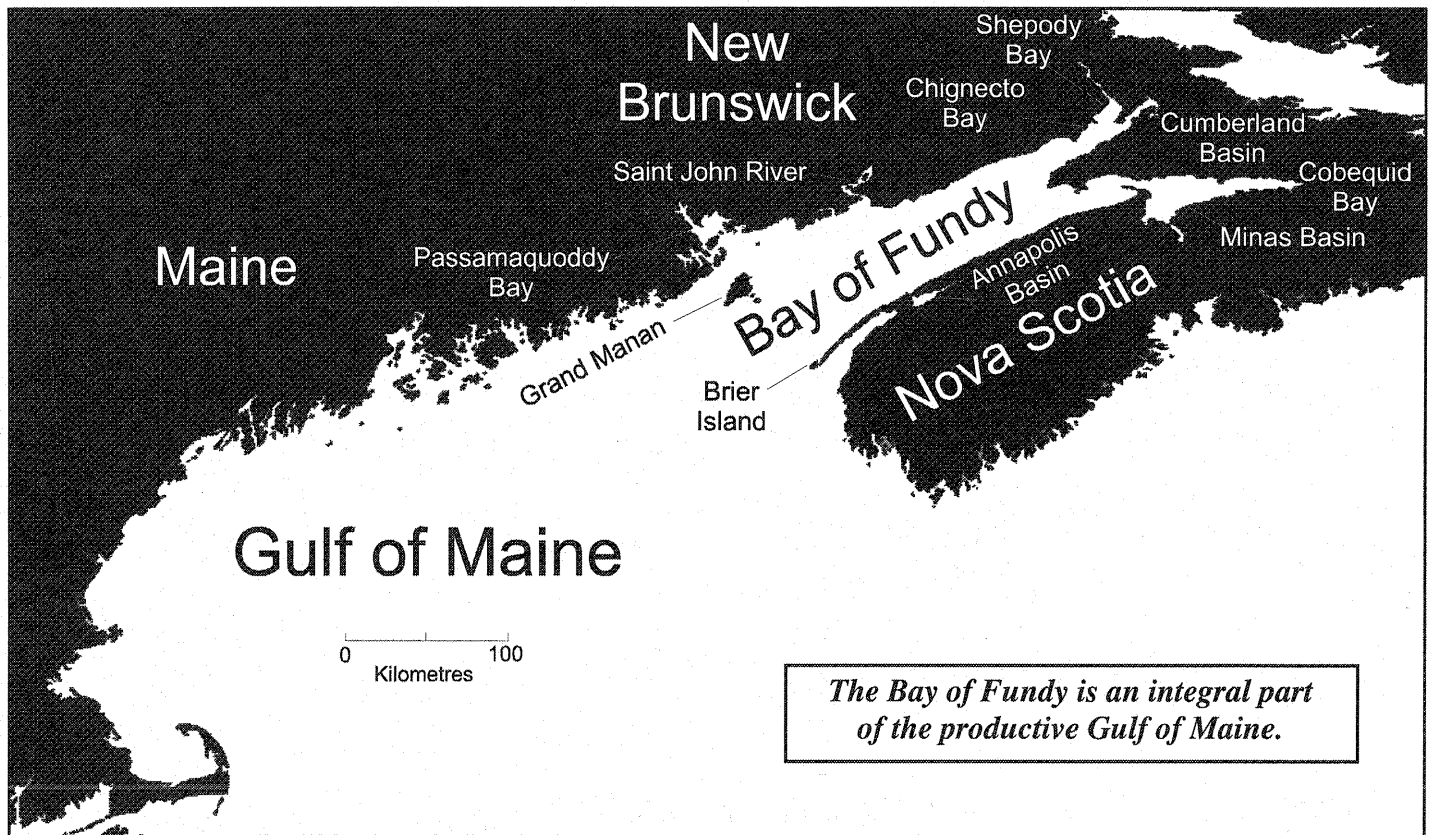 New
Brunswick
Shepody
Bay
Chignecto
Bay
Cumberland
Basin
Saint John River
Cobequid
Bay
Minas Basin
Maine
Passamaquoddy
Bay
Bay of Fundy
Annapolis
Basin
Nova Scotia
Grand Manan
Brier
Island
Gulf of Maine
0 100
Kilometres
The Bay of Fundy is an integral part
of the productive Gulf of Maine.